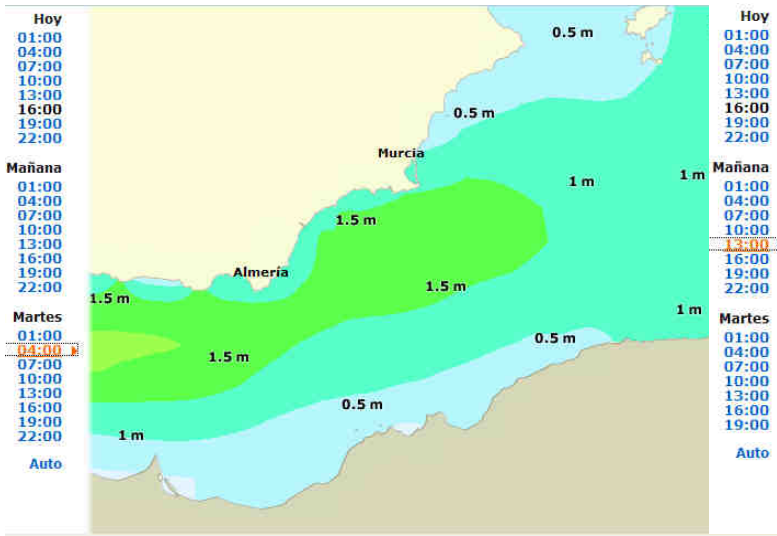 Hoy
01:00
04:00
07:00
10:00
13:00
16:00
19:00
22:00
Mañana
01:00
04:00
07:00
10:00
13:00
16:00
19:00
22:00
Martes
01:00
04:00
07:00
10:00
13:00
16:00
19:00
22:00
Auto
0.5 m
0.5 m
Murcia
1 m
1 m
1.5 m
Almería
1.5 m
1.5 m
1 m
0.5 m
1.5 m
0.5 m
1 m
Hoy
01:00
04:00
07:00
10:00
13:00
16:00
19:00
22:00
Mañana
01:00
04:00
07:00
10:00
13:00
16:00
19:00
22:00
Martes
01:00
04:00
07:00
10:00
13:00
16:00
19:00
Auto